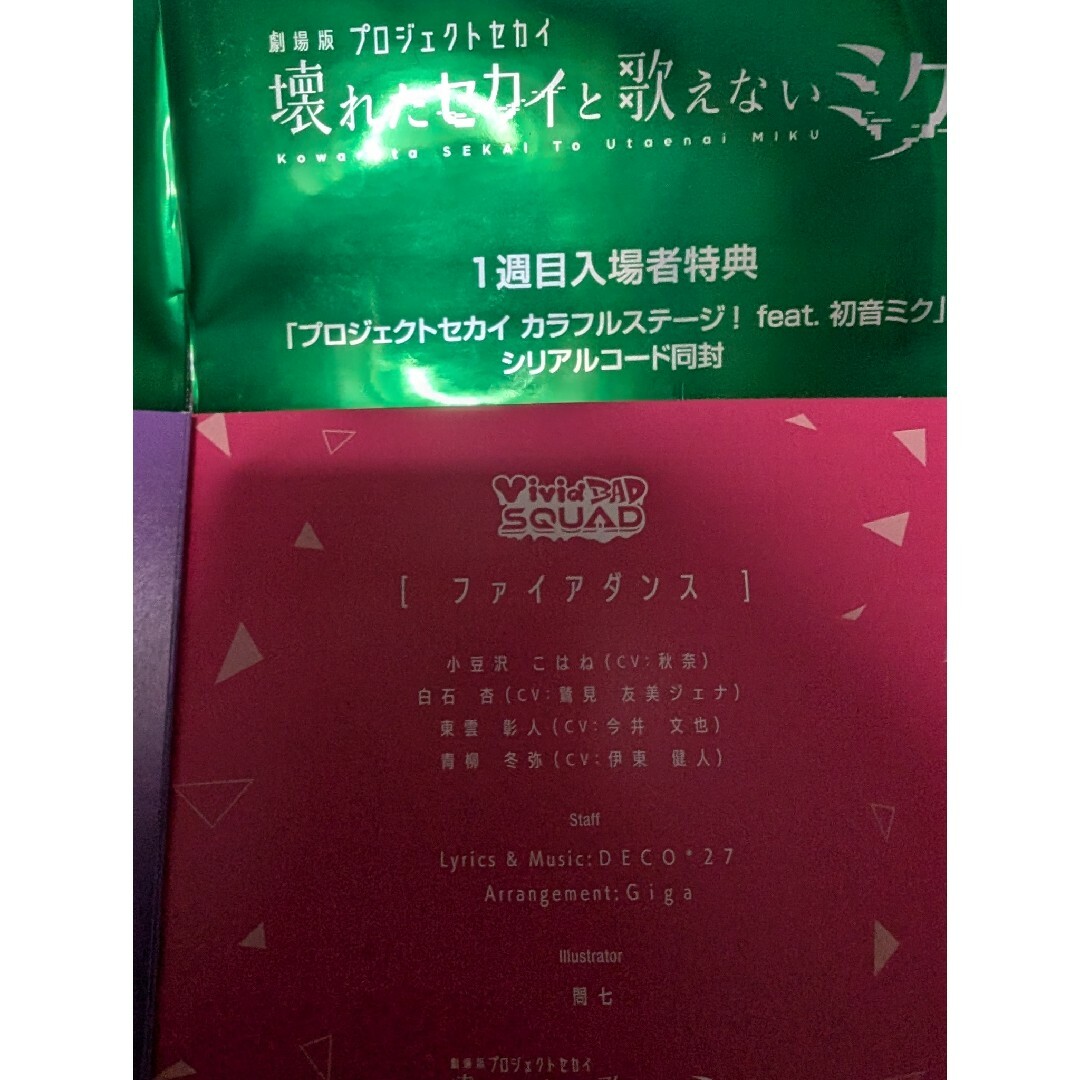 劇場版 プロジェクトセカイ
壊れたセカイと歌えないミク
Kowareta SEKAI To Utaenai MIKU
1週目入場者特典
「プロジェクトセカイ カラフルステージ！ feat. 初音ミク」
シリアルコード同封
Vivid BAD
SQUAD
[ ファイアダンス ]
小豆沢 こはね(CV:秋奈)
白石 杏(CV:鷲見 友美ジェナ)
東雲 彰人(CV:今井 文也)
青柳 冬弥(CV:伊東 健人)
Staff
Lyrics & Music:DECO*27
Arrangement:Giga
Illustrator
問七
劇場版プロジェクトセカイ